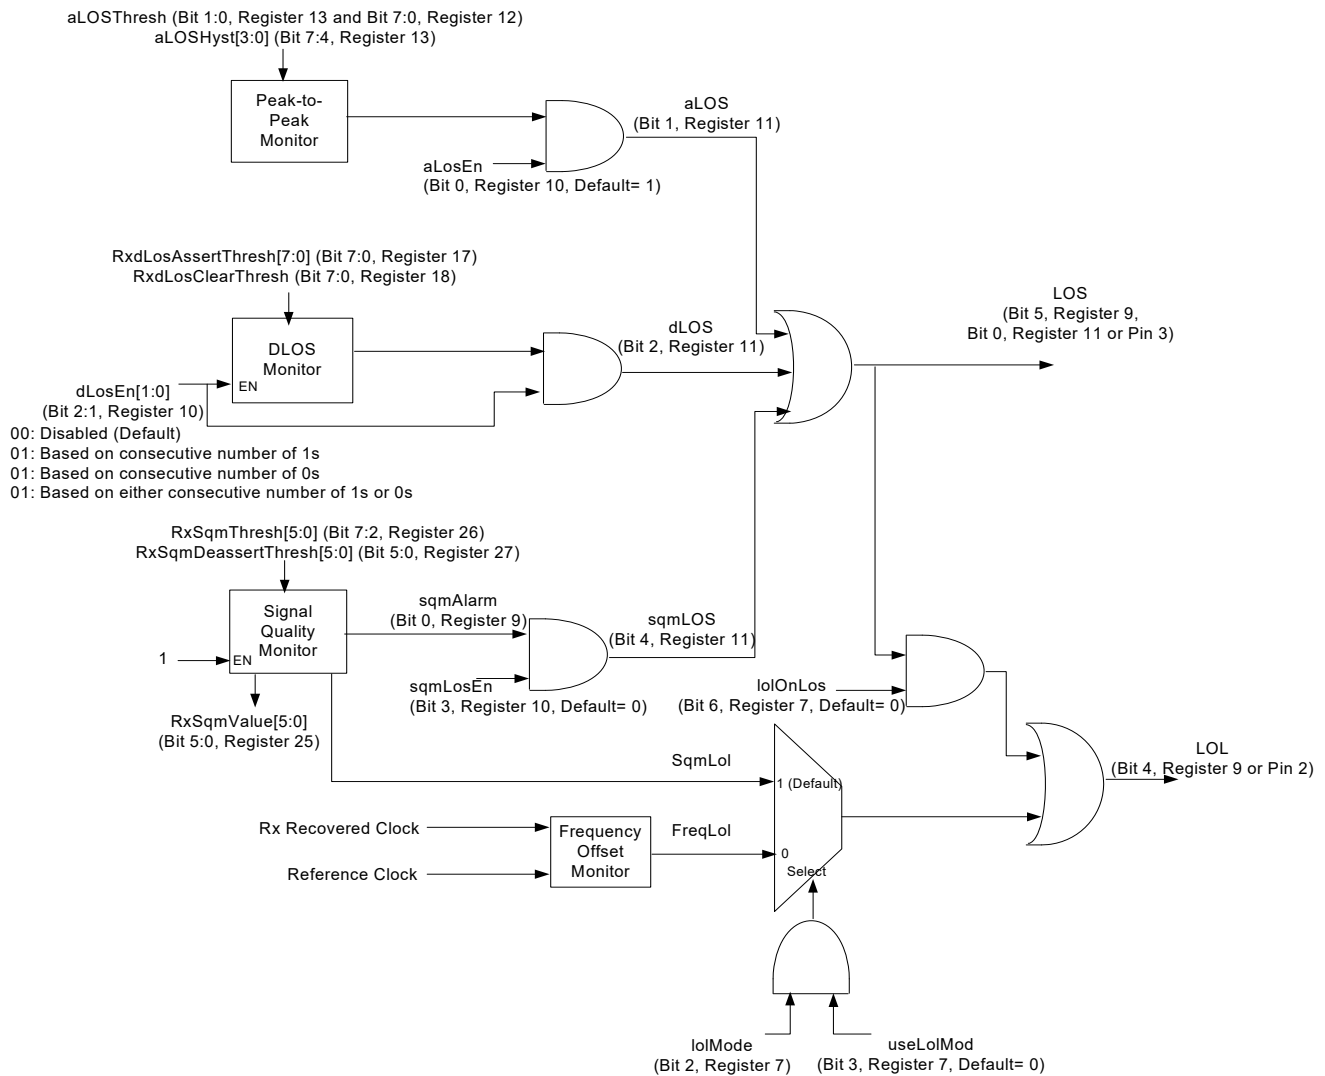 aLOSThresh (Bit 1:0, Register 13 and Bit 7:0, Register 12)
aLOSHyst[3:0] (Bit 7:4, Register 13)
Peak-to-
Peak
Monitor
aLOS
(Bit 1, Register 11)
aLosEn
(Bit 0, Register 10, Default= 1)
RxdLosAssertThresh[7:0] (Bit 7:0, Register 17)
RxdLosClearThresh (Bit 7:0, Register 18)
DLOS
Monitor
EN
dLOS
(Bit 2, Register 11)
LOS
(Bit 5, Register 9,
Bit 0, Register 11 or Pin 3)
dLosEn[1:0]
(Bit 2:1, Register 10)
00: Disabled (Default)
01: Based on consecutive number of 1s
01: Based on consecutive number of 0s
01: Based on either consecutive number of 1s or 0s
RxSqmThresh[5:0] (Bit 7:2, Register 26)
RxSqmDeassertThresh[5:0] (Bit 5:0, Register 27)
Signal
Quality
Monitor
EN
1
sqmAlarm
(Bit 0, Register 9)
sqmLOS
(Bit 4, Register 11)
sqmLosEn
(Bit 3, Register 10, Default= 0)
lolOnLos
(Bit 6, Register 7, Default= 0)
RxSqmValue[5:0]
(Bit 5:0, Register 25)
SqmLol
1 (Default)
LOL
(Bit 4, Register 9 or Pin 2)
Rx Recovered Clock
Reference Clock
Frequency
Offset
Monitor
FreqLol
0
Select
lolMode
(Bit 2, Register 7)
useLolMod
(Bit 3, Register 7, Default= 0)